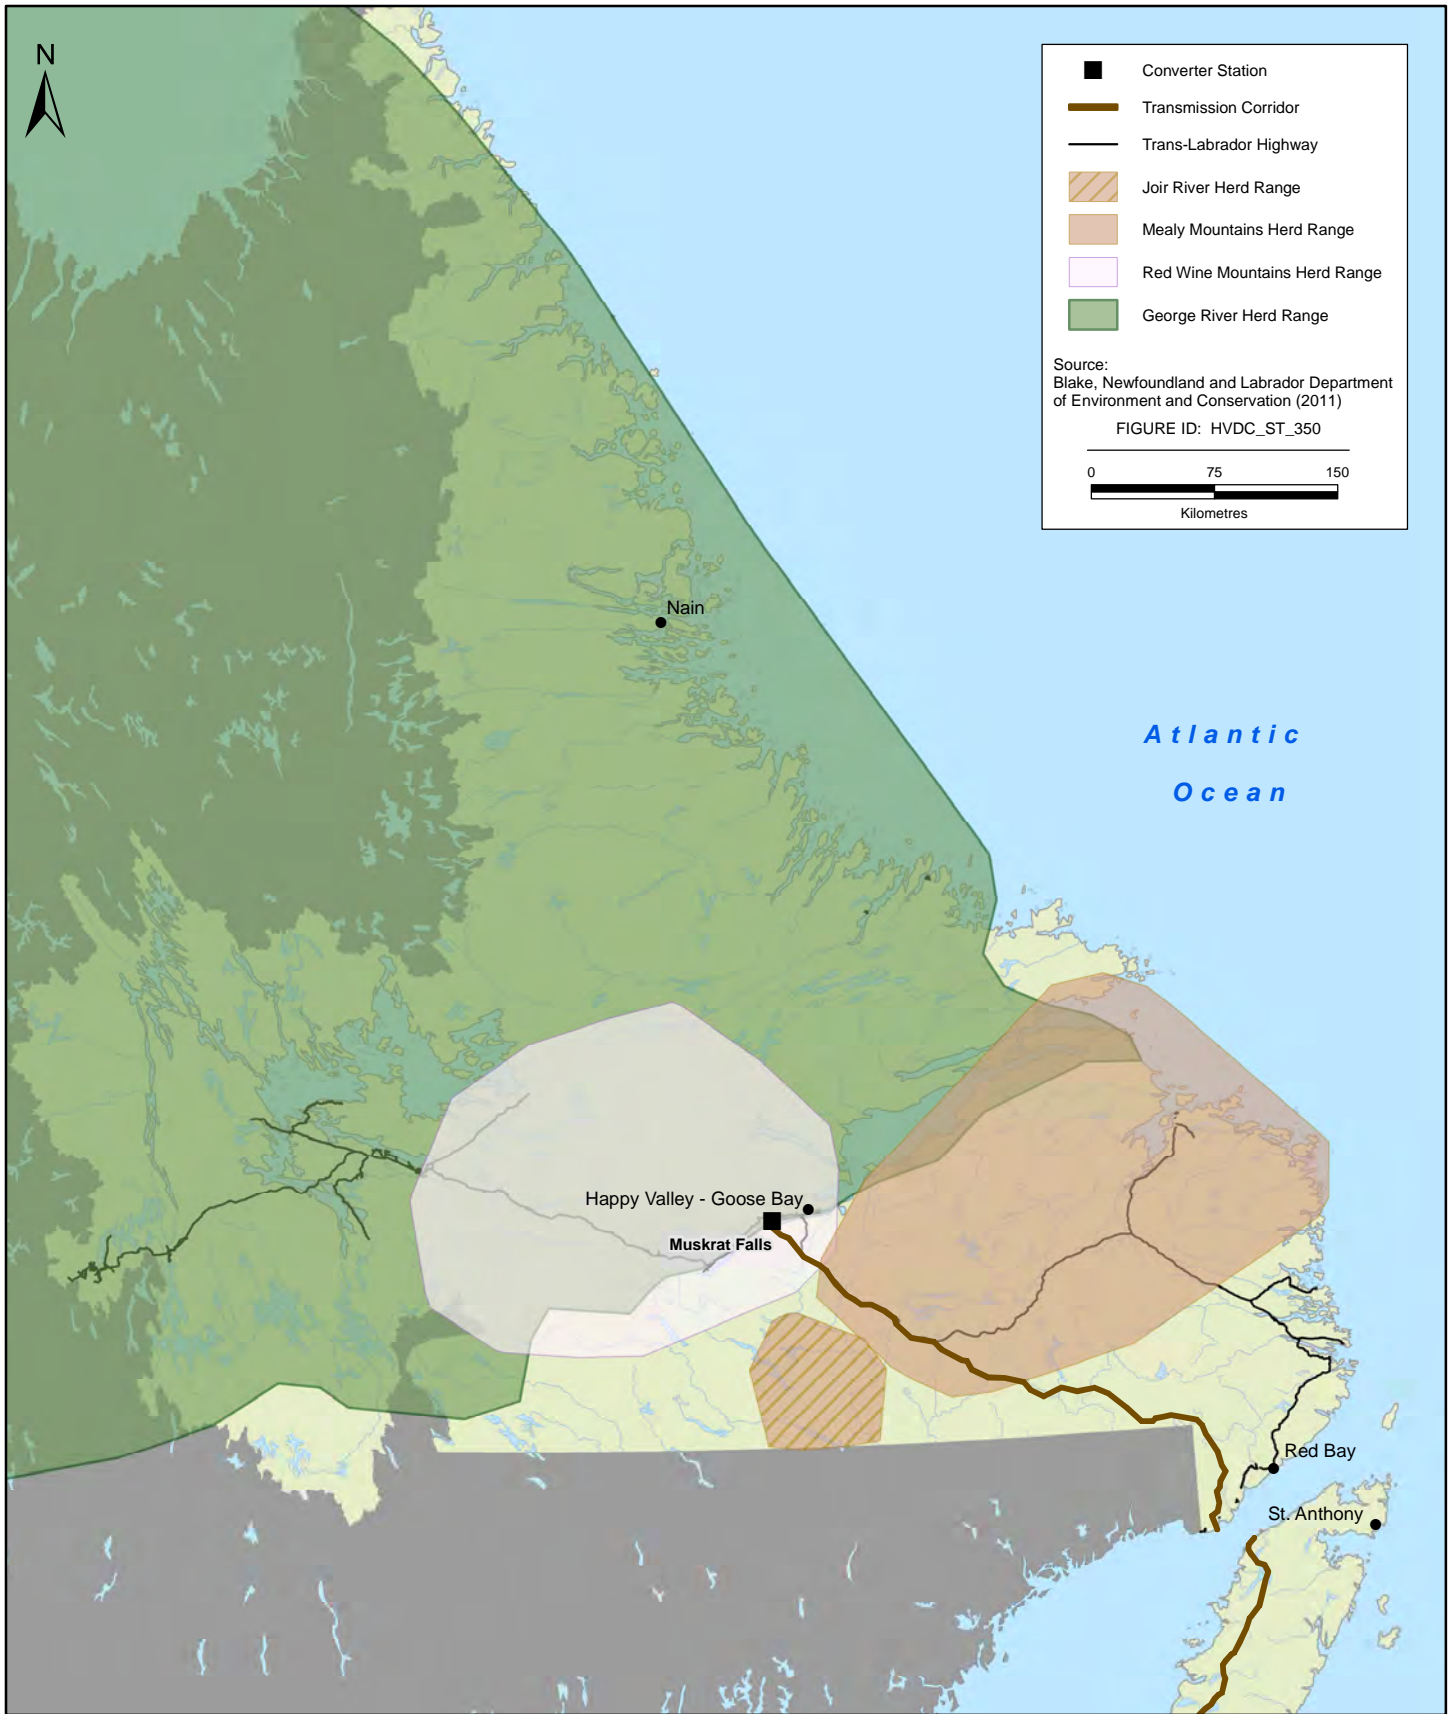 N
Converter Station
Transmission Corridor
Trans-Labrador Highway
Joir River Herd Range
Mealy Mountains Herd Range
Red Wine Mountains Herd Range
George River Herd Range
Source:
Blake, Newfoundland and Labrador Department
of Environment and Conservation (2011)
FIGURE ID: HVDC_ST_350
0 75 150
Kilometres
Nain
Atlantic
Ocean
Happy Valley - Goose Bay
Muskrat Falls
Red Bay
St. Anthony